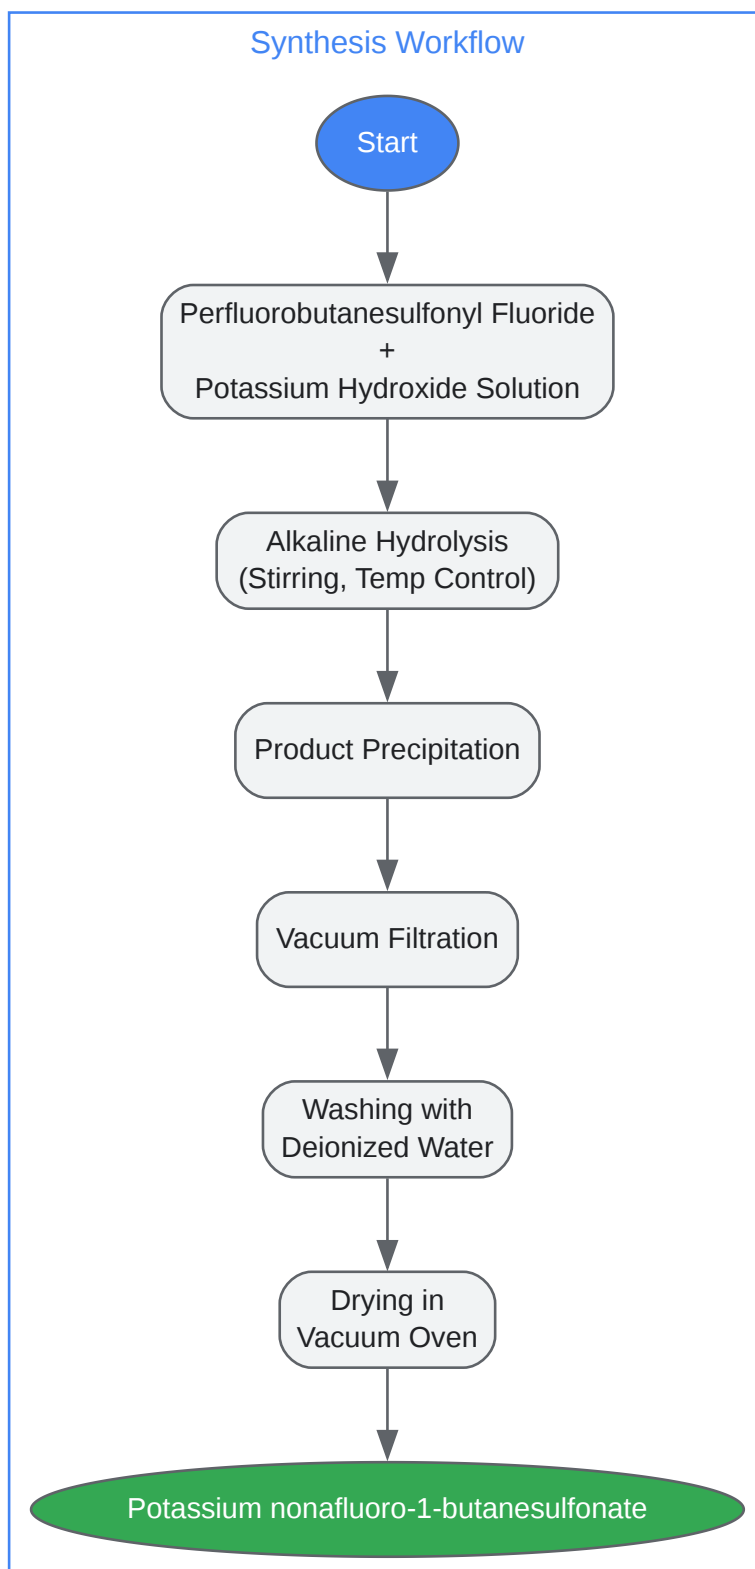 Synthesis Workflow
Start
Perfluorobutanesulfonyl Fluoride
+
Potassium Hydroxide Solution
Alkaline Hydrolysis
(Stirring, Temp Control)
Product Precipitation
Vacuum Filtration
Washing with
Deionized Water
Drying in
Vacuum Oven
Potassium nonafluoro-1-butanesulfonate